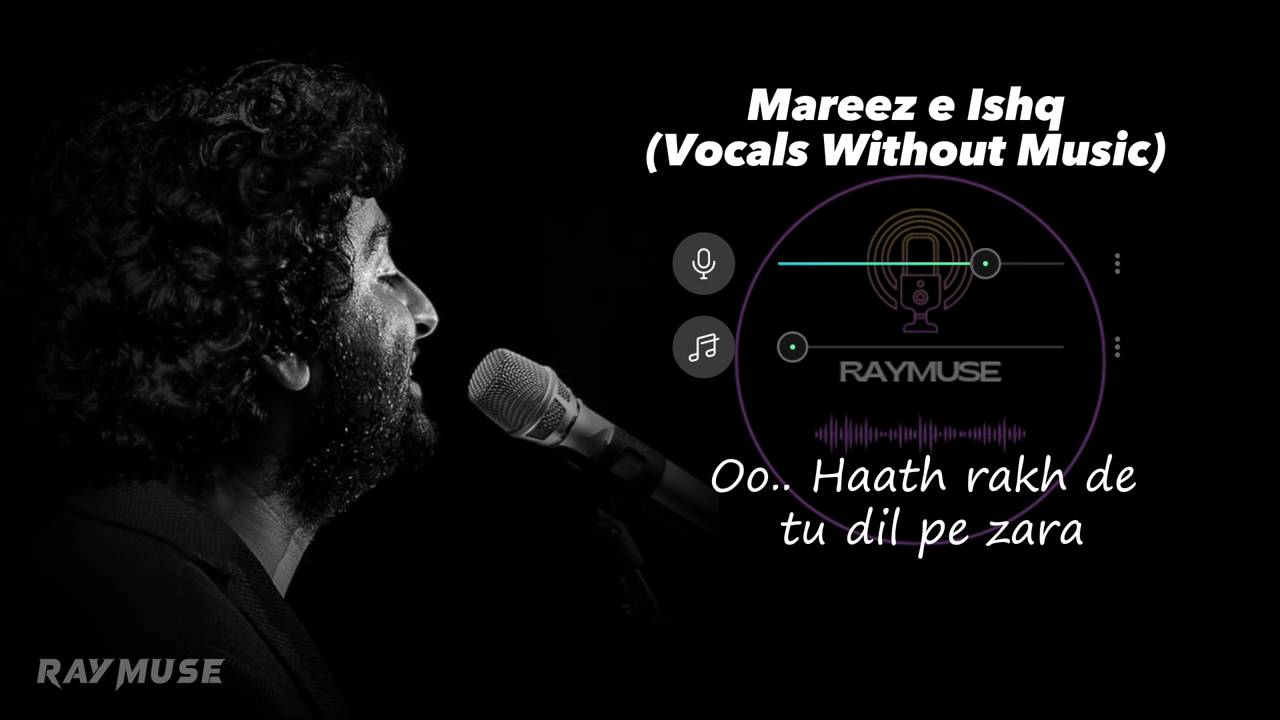 Mareez e Ishq
(Vocals Without Music)
RAYMUSE
Oo.. Haath rakh de
tu dil pe zara
RAYMUSE